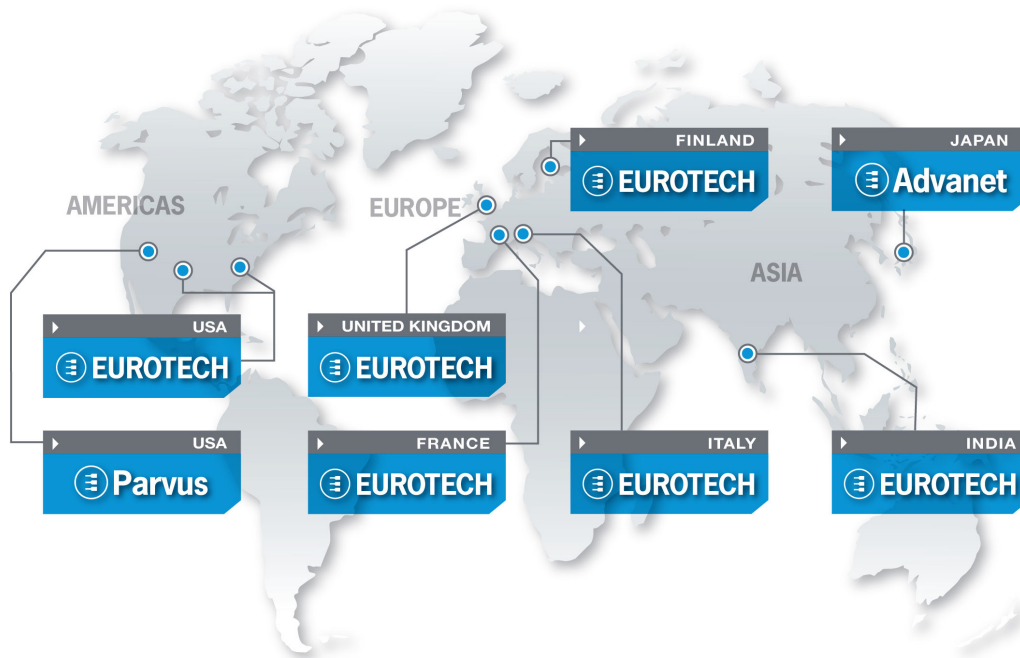 FINLAND
EUROTECH
JAPAN
Advanet
AMERICAS
EUROPE
ASIA
USA
EUROTECH
UNITED KINGDOM
EUROTECH
USA
Parvus
FRANCE
EUROTECH
ITALY
EUROTECH
INDIA
EUROTECH